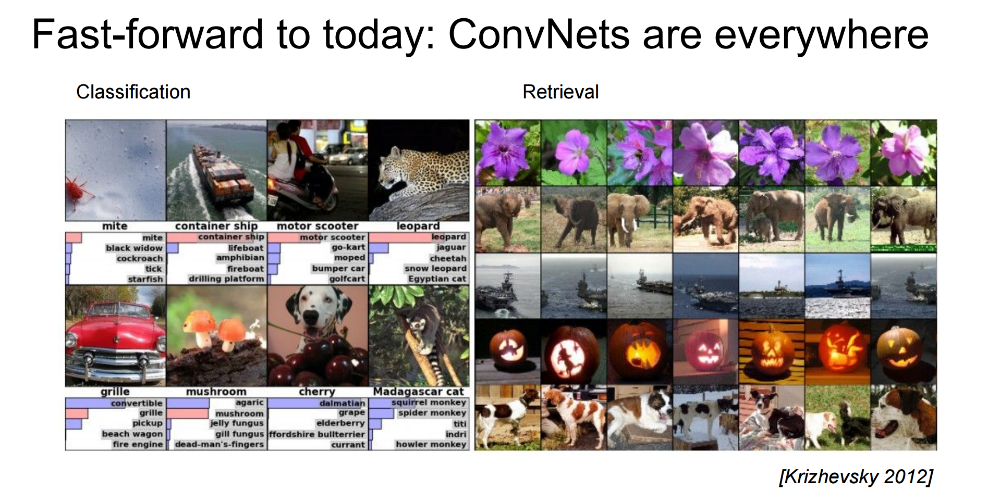 Fast-forward to today: ConvNets are everywhere
Classification
Retrieval
mite
container ship
motor scooter
leopard
mite
black widow
cockroach
tick
starfish
container ship
lifeboat
amphibian
fireboat
drilling platform
motor scooter
go-kart
moped
bumper car
golfcart
leopard
jaguar
cheetah
snow leopard
Egyptian cat
grille
mushroom
cherry
Madagascar cat
convertible
grille
pickup
beach wagon
fire engine
agaric
mushroom
jelly fungus
gill fungus
dead-man's-fingers
dalmatian
grape
elderberry
ffordshire bullterrier
currant
squirrel monkey
spider monkey
titi
indri
howler monkey
[Krizhevsky 2012]